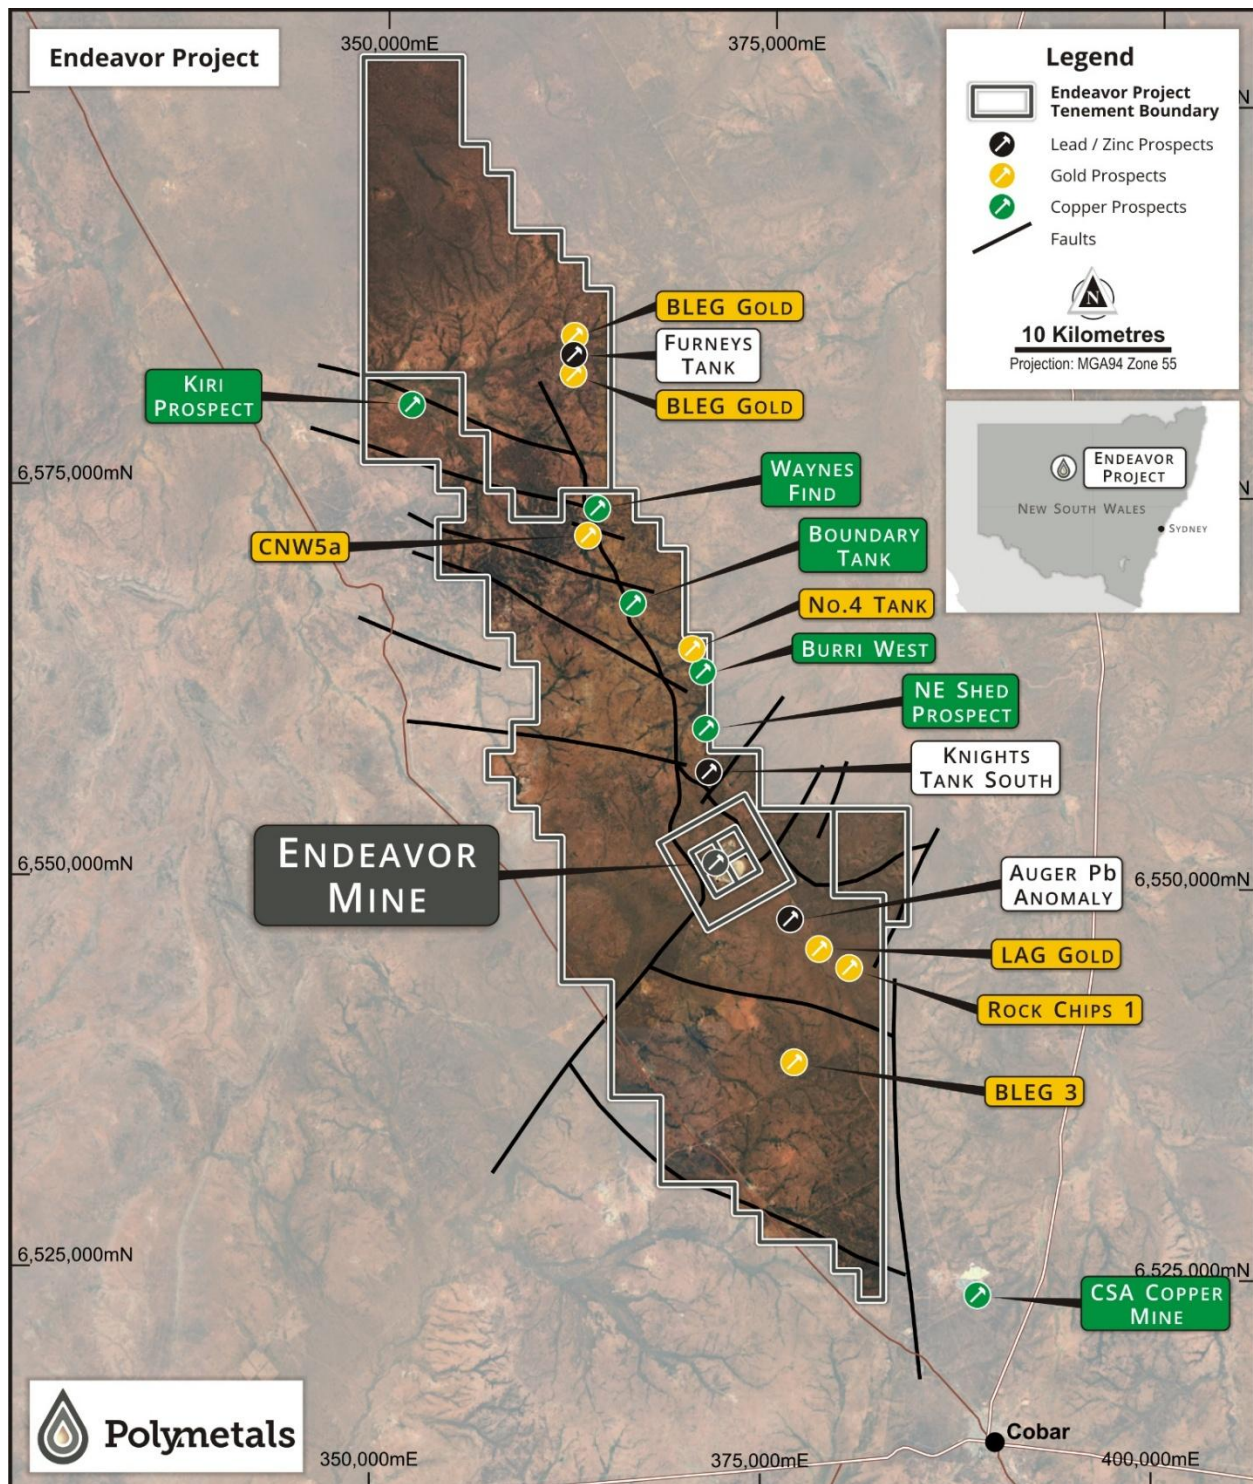 Endeavor Project
350,000mE
375,000mE
Legend
Endeavor Project
Tenement Boundary
Lead / Zinc Prospects
Gold Prospects
Copper Prospects
Faults
N
10 Kilometres
Projection: MGA94 Zone 55
N
BLEG GOLD
FURNEYS
TANK
BLEG GOLD
KIRI
PROSPECT
6,575,000mN
WAYNES
FIND
ENDEAVOR
PROJECT
NEW SOUTH WALES
SYDNEY
N
CNW5a
BOUNDARY
TANK
NO.4 TANK
BURRI WEST
NE SHED
PROSPECT
KNIGHTS
TANK SOUTH
ENDEAVOR
MINE
6,550,000mN
AUGER Pb
ANOMALY
6,550,000mN
LAG GOLD
ROCK CHIPS 1
BLEG 3
6,525,000mN
6,525,000mN
CSA COPPER
MINE
Polymetals
Cobar
350,000mE
375,000mE
400,000mE